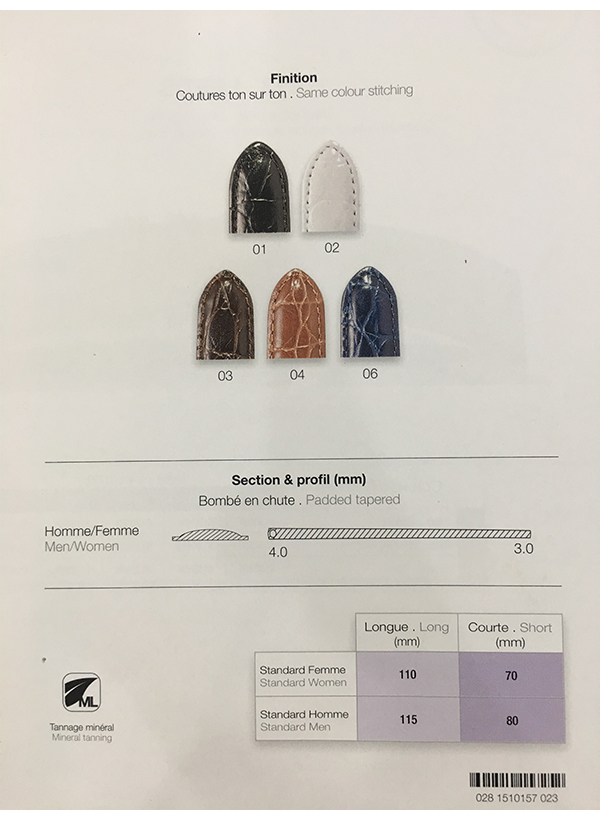 Finition
Coutures ton sur ton . Same colour stitching
01 02
03 04 06
Section & profil (mm)
Bombé en chute . Padded tapered
Homme/Femme
Men/Women
4.0 3.0
Longue . Long Courte . Short
(mm) (mm)
Standard Femme 110 70
Standard Women
Standard Homme 115 80
Standard Men
ML
Tannage minéral
Mineral tanning
028 1510157 023